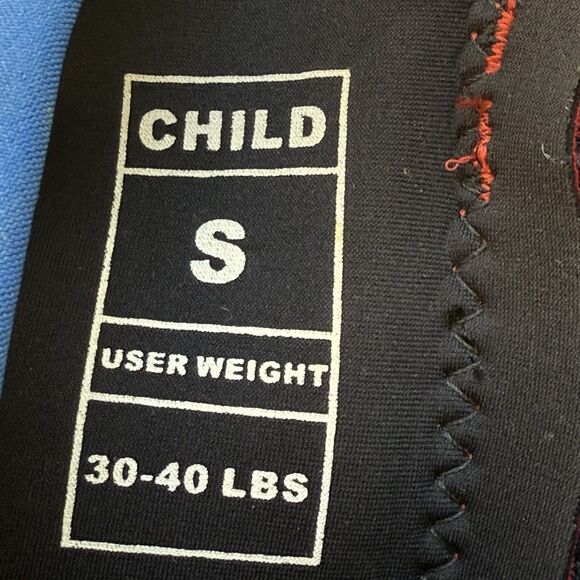 CHILD
S
USER WEIGHT
30-40 LBS